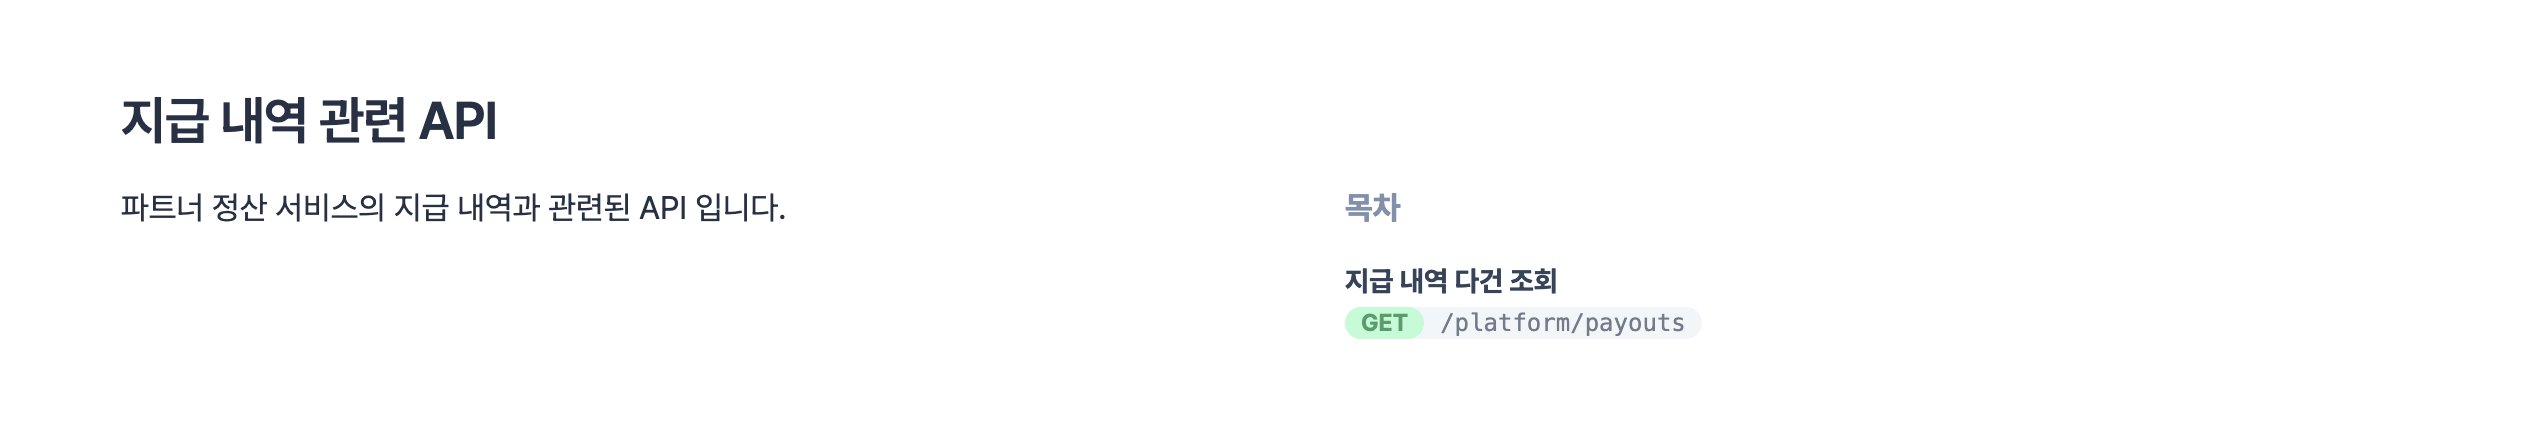 지급 내역 관련 API
파트너 정산 서비스의 지급 내역과 관련된 API 입니다.
목차
지급 내역 다건 조회
GET /platform/payouts